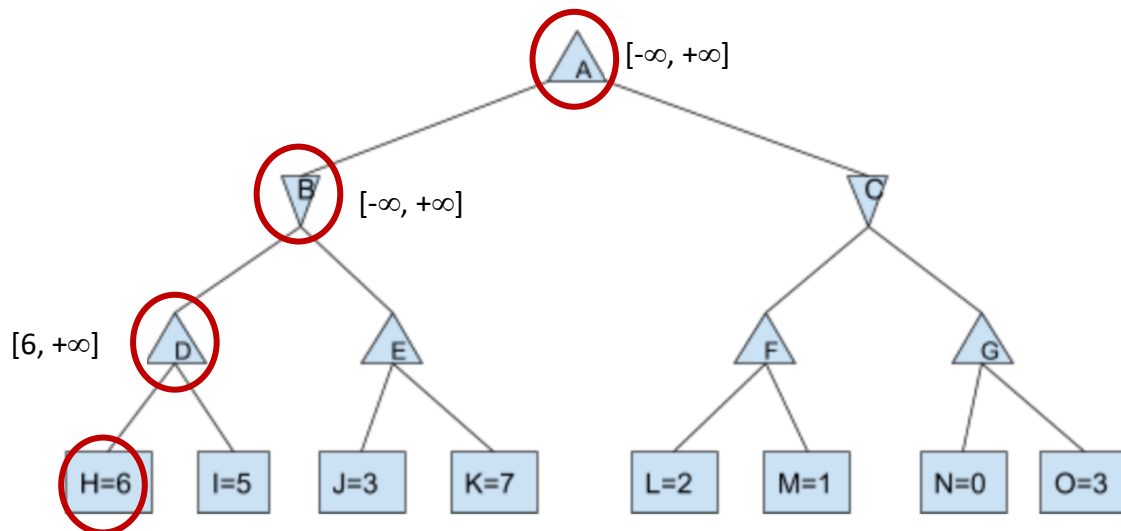 A [-∞, +∞]
B [-∞, +∞] C
[6, +∞] D E F G
H=6 I=5 J=3 K=7 L=2 M=1 N=0 O=3